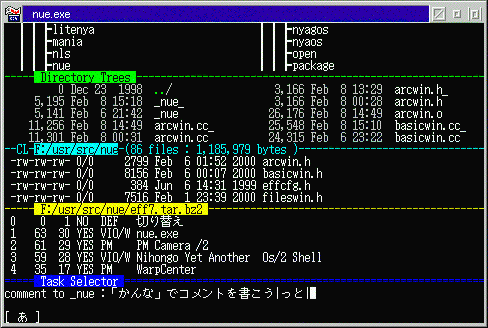 nue.exe
├litenya ├nyagos
├mania ├nyaos
├nls ├open
├nue ├package
Directory Trees
0 Dec 23 1998 ../ 3,166 Feb 8 13:29 arcwin.h_
5,195 Feb 8 15:18 _nue_ 3,166 Feb 8 00:28 arcwin.h
5,141 Feb 6 21:42 _nue 26,176 Feb 8 14:49 arcwin.o
11,256 Feb 8 14:49 arcwin.cc_ 25,548 Feb 8 15:10 basicwin.cc_
11,301 Feb 8 00:31 arcwin.cc 24,315 Feb 6 23:22 basicwin.cc
CL F:/usr/src/nue (86 files : 1,185,979 bytes )
-rw-rw-rw- 0/0 2799 Feb 6 01:52 2000 arcwin.h
-rw-rw-rw- 0/0 8156 Feb 6 00:07 2000 basicwin.h
-rw-rw-rw- 0/0 384 Jun 6 14:31 1999 effcfg.h
-rw-rw-rw- 0/0 7516 Feb 1 23:39 2000 fileswin.h
F:/usr/src/nue/eff7.tar.bz2
0 0 1 NO DEF 切り替え
1 63 30 YES VIO/W nue.exe
2 61 29 YES PM PM Camera /2
3 59 28 YES VIO/W Nihongo Yet Another Os/2 Shell
4 35 17 YES PM WarpCenter
Task Selector
comment to _nue :「かんな」でコメントを書こう|っと|
[ あ ]